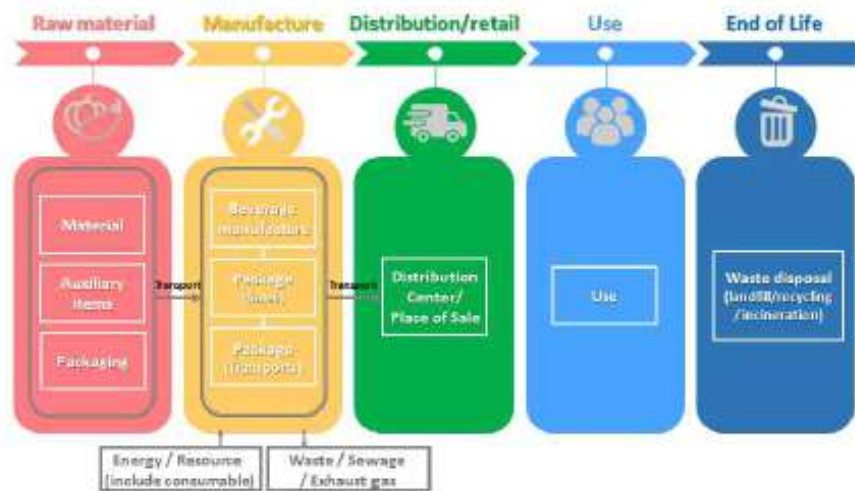 Raw material
Manufacture
Distribution/retail
Use
End of Life
Material
Auxiliary
items
Packaging
Transport
Beverage
manufacture
Package
Package
(Transports)
Transport
Distribution
Center/
Place of Sale
Use
Waste disposal
(landfill/recycling
/incineration)
Energy / Resource
(include consumable)
Waste / Sewage
/ Exhaust gas